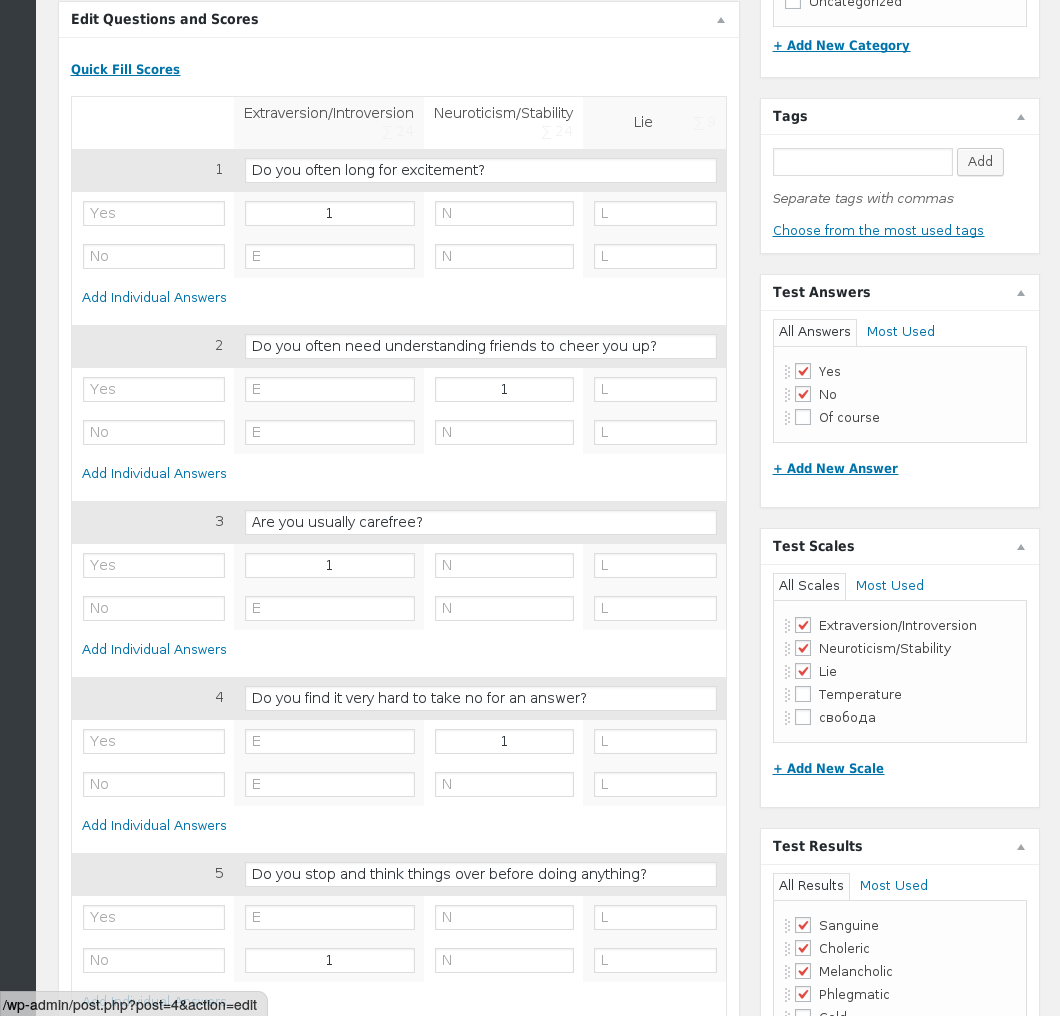 Edit Questions and Scores
Quick Fill Scores
Extraversion/Introversion Neuroticism/Stability Lie
∑ 24 ∑ 24
1 Do you often long for excitement?
Yes 1 N L
No E N L
Add Individual Answers
2 Do you often need understanding friends to cheer you up?
Yes E 1 L
No E N L
Add Individual Answers
3 Are you usually carefree?
Yes 1 N L
No E N L
Add Individual Answers
4 Do you find it very hard to take no for an answer?
Yes E 1 L
No E N L
Add Individual Answers
5 Do you stop and think things over before doing anything?
Yes E N L
No 1 N L
Add Individual Answers
/wp-admin/post.php?post=4&action=edit
Uncategorized
+ Add New Category
Tags
Add
Separate tags with commas
Choose from the most used tags
Test Answers
All Answers Most Used
Yes
No
Of course
+ Add New Answer
Test Scales
All Scales Most Used
Extraversion/Introversion
Neuroticism/Stability
Lie
Temperature
свобода
+ Add New Scale
Test Results
All Results Most Used
Sanguine
Choleric
Melancholic
Phlegmatic